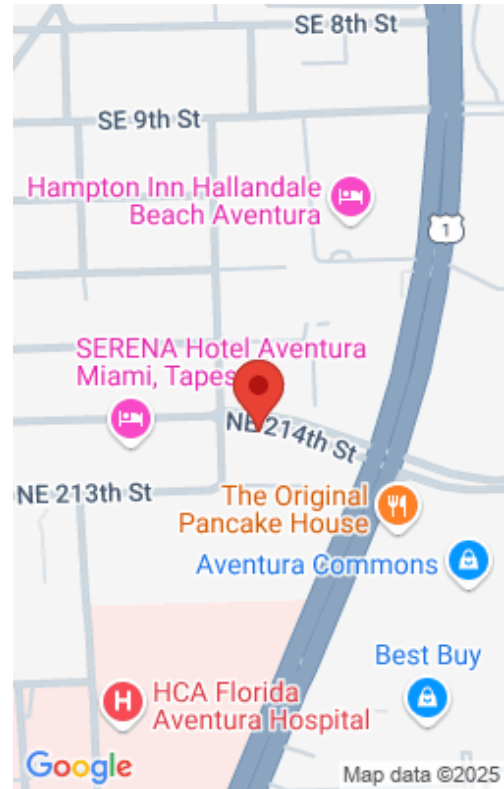 SE 8th St
SE 9th St
Hampton Inn Hallandale
Beach Aventura
1
SERENA Hotel Aventura
Miami, Tapes
NE 214th St
NE 213th St
The Original
Pancake House
Aventura Commons
Best Buy
H
HCA Florida
Aventura Hospital
Google
Map data ©2025